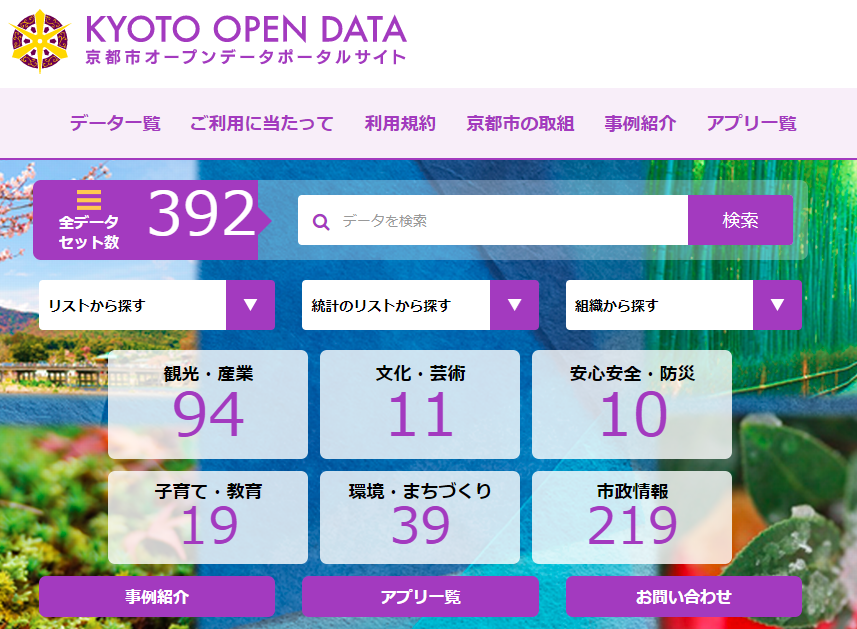 KYOTO OPEN DATA
京都市オープンデータポータルサイト
データ一覧 ご利用に当たって 利用規約 京都市の取組 事例紹介 アプリ一覧
全データ
セット数
392
データを検索
検索
リストから探す ▼ 統計のリストから探す ▼ 組織から探す ▼
観光・産業 文化・芸術 安心安全・防災
94 11 10
子育て・教育 環境・まちづくり 市政情報
19 39 219
事例紹介 アプリ一覧 お問い合わせ